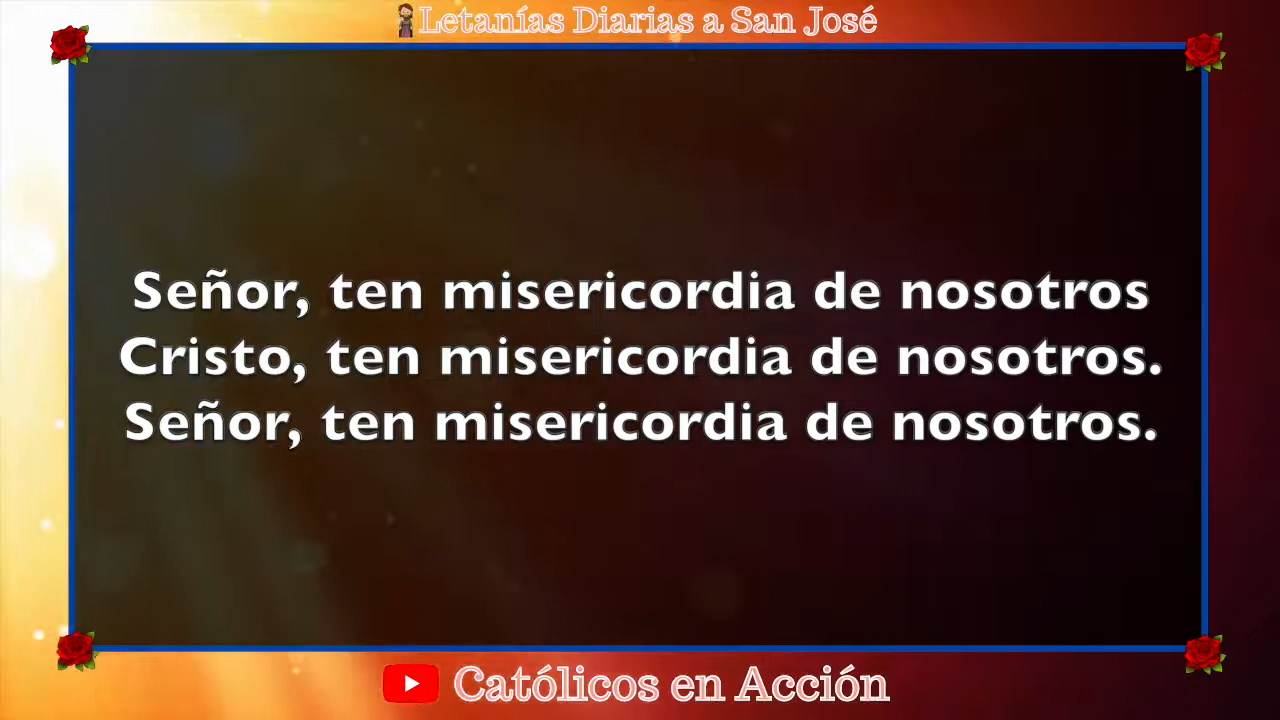 Letanías Diarias a San José
Señor, ten misericordia de nosotros
Cristo, ten misericordia de nosotros.
Señor, ten misericordia de nosotros.
Católicos en Acción